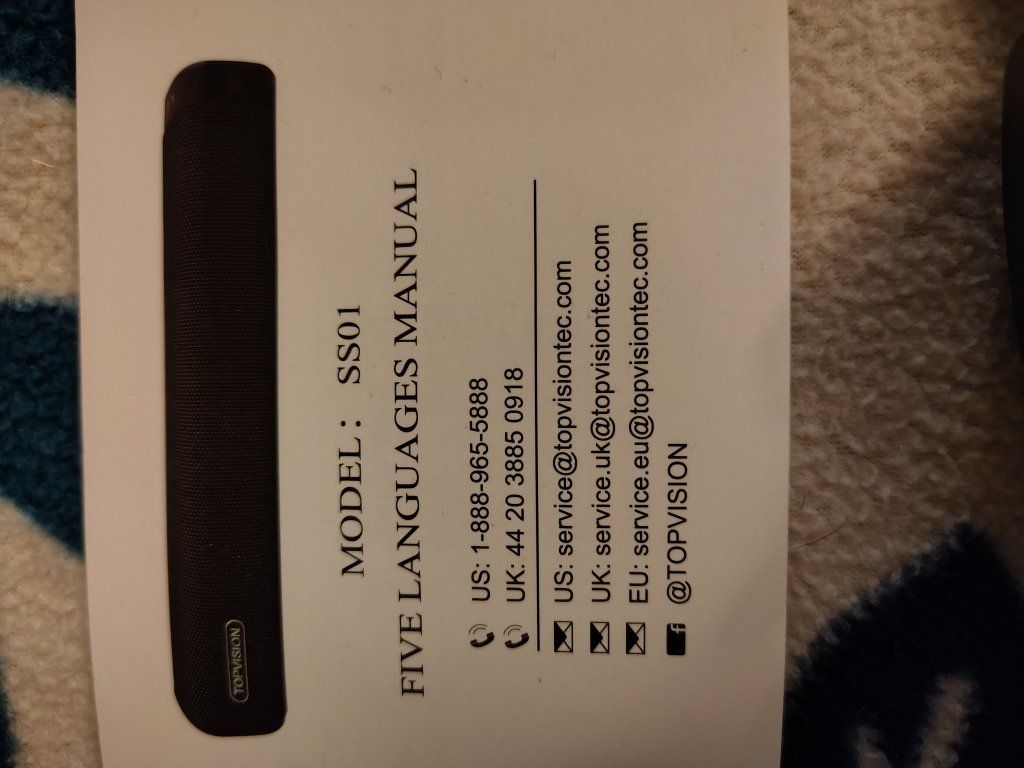 TOPVISION
MODEL: SS01
FIVE LANGUAGES MANUAL
US: 1-888-965-5888
UK: 44 20 3885 0918
US: service@topvisiontec.com
UK: service.uk@topvisiontec.com
EU: service.eu@topvisiontec.com
@TOPVISION